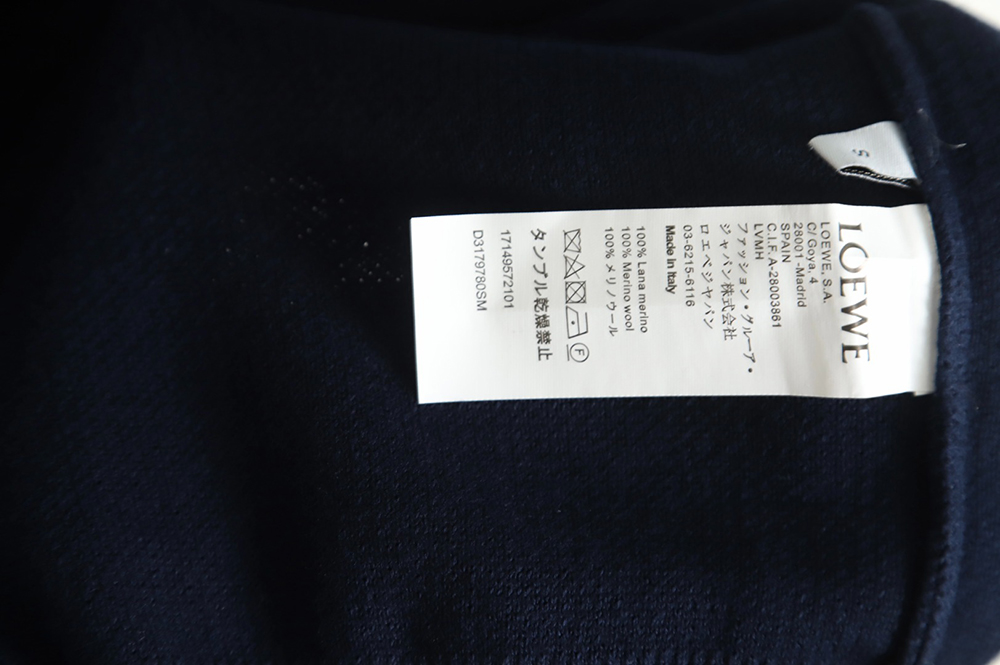 LOEWE
LOEWE, S.A.
C/ Goya, 4
28001 -Madrid
SPAIN
C.I.F.A-28003861
LVMH
ファッション・グルーア・
ジャパン株式会社
ロエベジャパン
03-6215-6116
Made in Italy
100% Lana merino
100% Merino wool
100% メリノウール
F
タンブル乾燥禁止
17149572101
D3179780SM
S